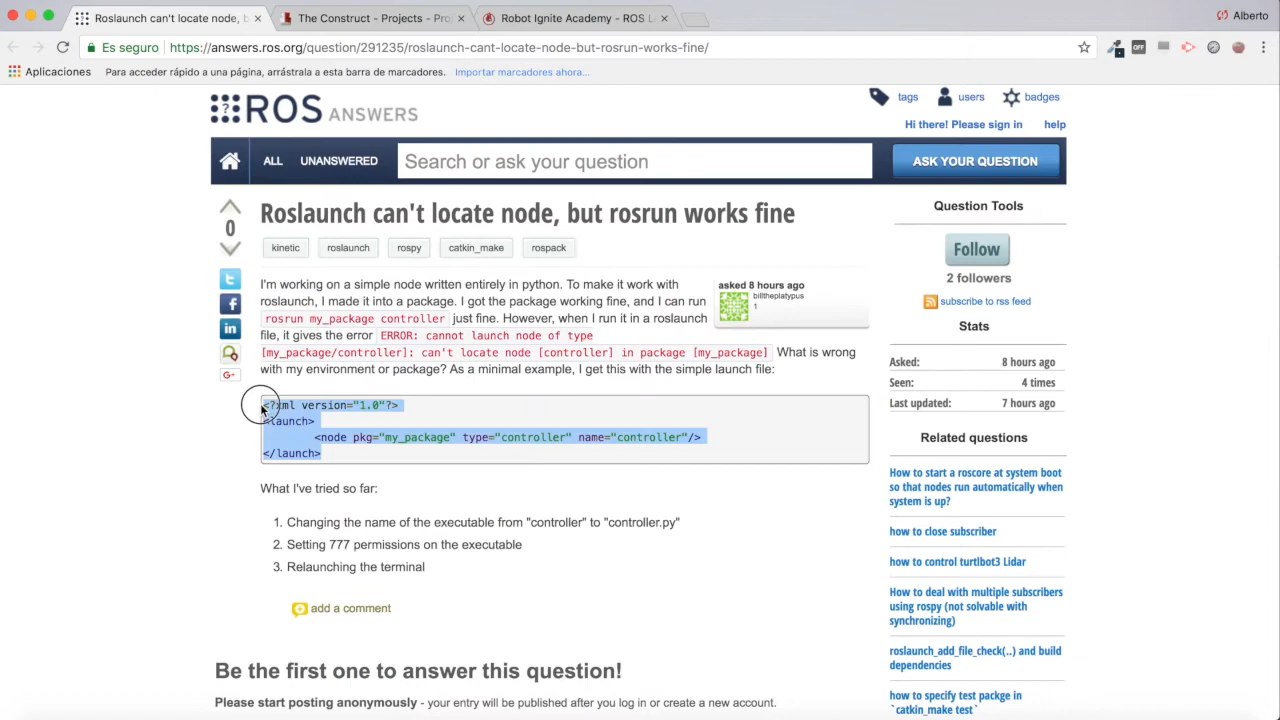 Roslaunch can't locate node, b
The Construct - Projects - Pro
Robot Ignite Academy - ROS L
Alberto
Es seguro
https://answers.ros.org/question/291235/roslaunch-cant-locate-node-but-rosrun-works-fine/
OFF
Aplicaciones
Para acceder rápido a una página, arrástrala a esta barra de marcadores.
Importar marcadores ahora...
ROS ANSWERS
tags
users
badges
Hi there! Please sign in
help
ALL
UNANSWERED
Search or ask your question
ASK YOUR QUESTION
0
Roslaunch can't locate node, but rosrun works fine
kinetic
roslaunch
rospy
catkin_make
rospack
I'm working on a simple node written entirely in python. To make it work with
roslaunch, I made it into a package. I got the package working fine, and I can run
rosrun my_package controller just fine. However, when I run it in a roslaunch
file, it gives the error ERROR: cannot launch node of type
[my_package/controller]: can't locate node [controller] in package [my_package] What is wrong
with my environment or package? As a minimal example, I get this with the simple launch file:
asked 8 hours ago
billtheplatypus
1
<?xml version="1.0"?>
<launch>
<node pkg="my_package" type="controller" name="controller"/>
</launch>
What I've tried so far:
1. Changing the name of the executable from "controller" to "controller.py"
2. Setting 777 permissions on the executable
3. Relaunching the terminal
add a comment
Be the first one to answer this question!
Please start posting anonymously - your entry will be published after you log in or create a new account.
Question Tools
Follow
2 followers
subscribe to rss feed
Stats
Asked: 8 hours ago
Seen: 4 times
Last updated: 7 hours ago
Related questions
How to start a roscore at system boot
so that nodes run automatically when
system is up?
how to close subscriber
how to control turtlbot3 Lidar
How to deal with multiple subscribers
using rospy (not solvable with
synchronizing)
roslaunch_add_file_check(..) and build
dependencies
how to specify test packge in
`catkin_make test`